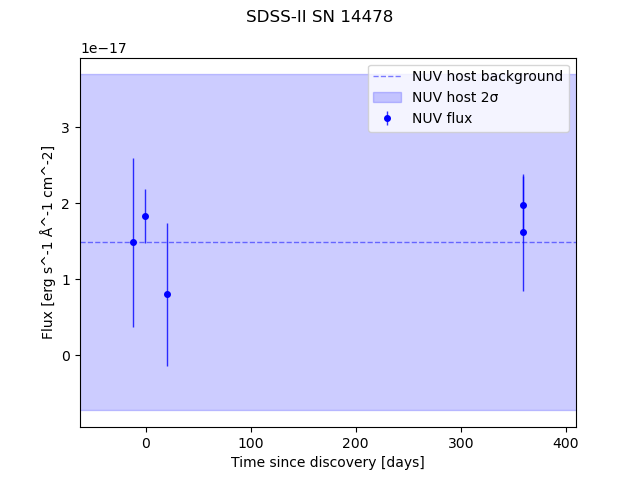 SDSS-II SN 14478
1e−17
NUV host background
NUV host 2σ
NUV flux
3
2
1
0
Flux [erg s^-1 Å^-1 cm^-2]
0 100 200 300 400
Time since discovery [days]